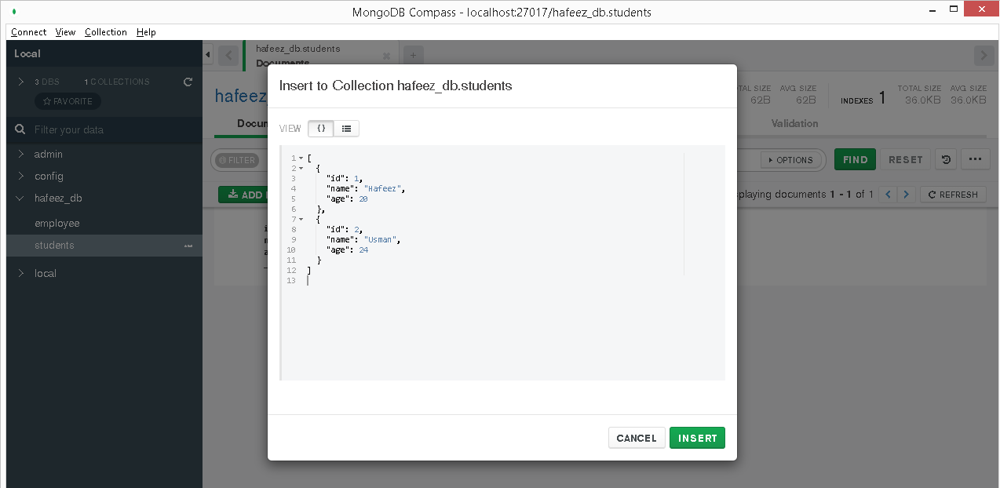 MongoDB Compass - localhost:27017/hafeez_db.students
Connect View Collection Help
Local
3 DBS 1 COLLECTIONS
FAVORITE
Filter your data
admin
config
hafeez_db
employee
students
local
hafeez_db.students
Documents
hafeez_
TAL SIZE 62B AVG SIZE 62B INDEXES 1 TOTAL SIZE 36.0KB AVG SIZE 36.0KB
Docum
Validation
FILTER
OPTIONS
FIND
RESET
ADD
playing documents 1 - 1 of 1
REFRESH
Insert to Collection hafeez_db.students
VIEW {}
1 [
2 {
3 "id": 1,
4 "name": "Hafeez",
5 "age": 20
6 },
7 {
8 "id": 2,
9 "name": "Usman",
10 "age": 24
11 }
12 ]
13
CANCEL INSERT